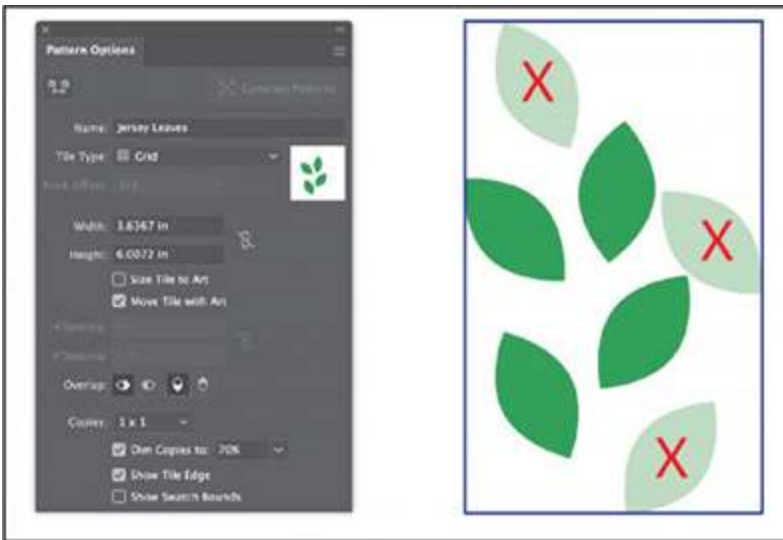 Pattern Options
Name: Jersey Leaves
Tile Type: Grid
Width: 3.6367 in
Height: 6.0072 in
Size Tile to Art
Move Tile with Art
Overlap:
Copies: 1 x 1
Dim Copies to: 70%
Show Tile Edge
Show Swatch Bounds
X
X
X